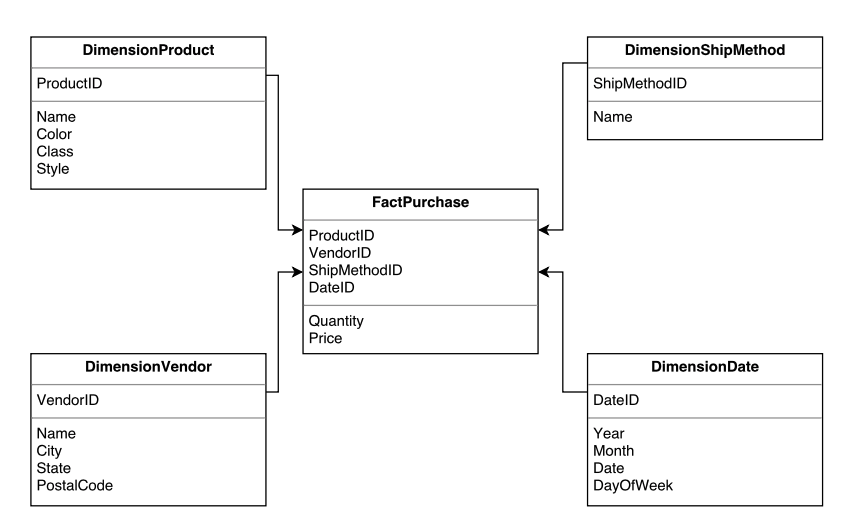 DimensionProduct
ProductID
Name
Color
Class
Style
DimensionShipMethod
ShipMethodID
Name
FactPurchase
ProductID
VendorID
ShipMethodID
DateID
Quantity
Price
DimensionVendor
VendorID
Name
City
State
PostalCode
DimensionDate
DateID
Year
Month
Date
DayOfWeek